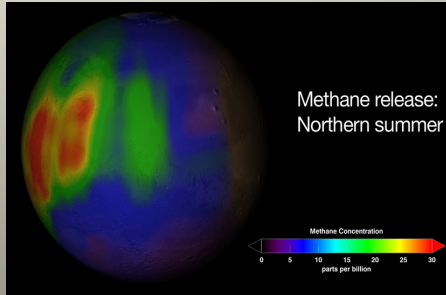 Methane release:
Northern summer
Methane Concentration
0 5 10 15 20 25 30
parts per billion